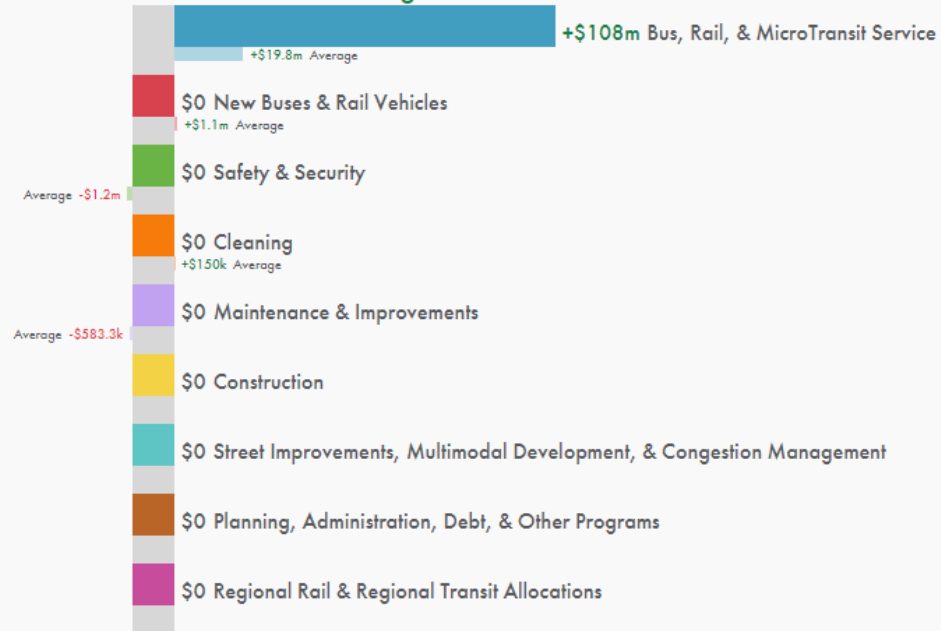 +$108m Bus, Rail, & MicroTransit Service
+$19.8m Average
$0 New Buses & Rail Vehicles
+$1.1m Average
$0 Safety & Security
Average -$1.2m
$0 Cleaning
+$150k Average
$0 Maintenance & Improvements
Average -$583.3k
$0 Construction
$0 Street Improvements, Multimodal Development, & Congestion Management
$0 Planning, Administration, Debt, & Other Programs
$0 Regional Rail & Regional Transit Allocations